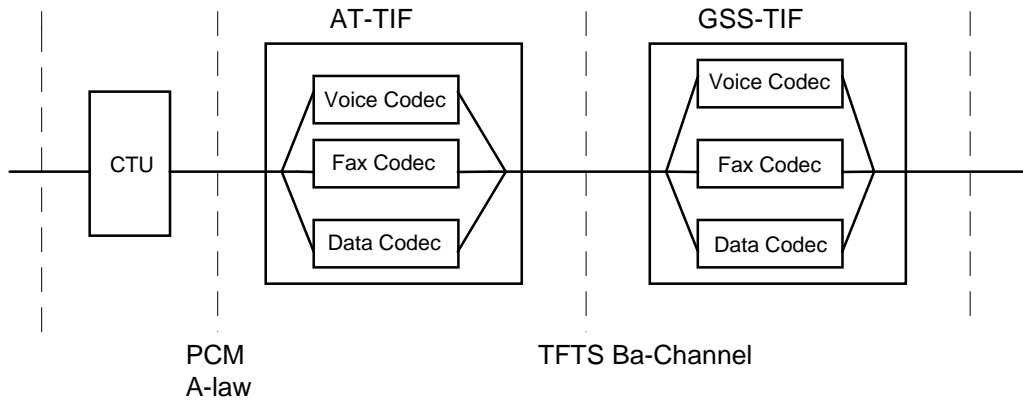 AT-TIF
GSS-TIF
CTU
Voice Codec
Fax Codec
Data Codec
Voice Codec
Fax Codec
Data Codec
PCM
A-law
TFTS Ba-Channel